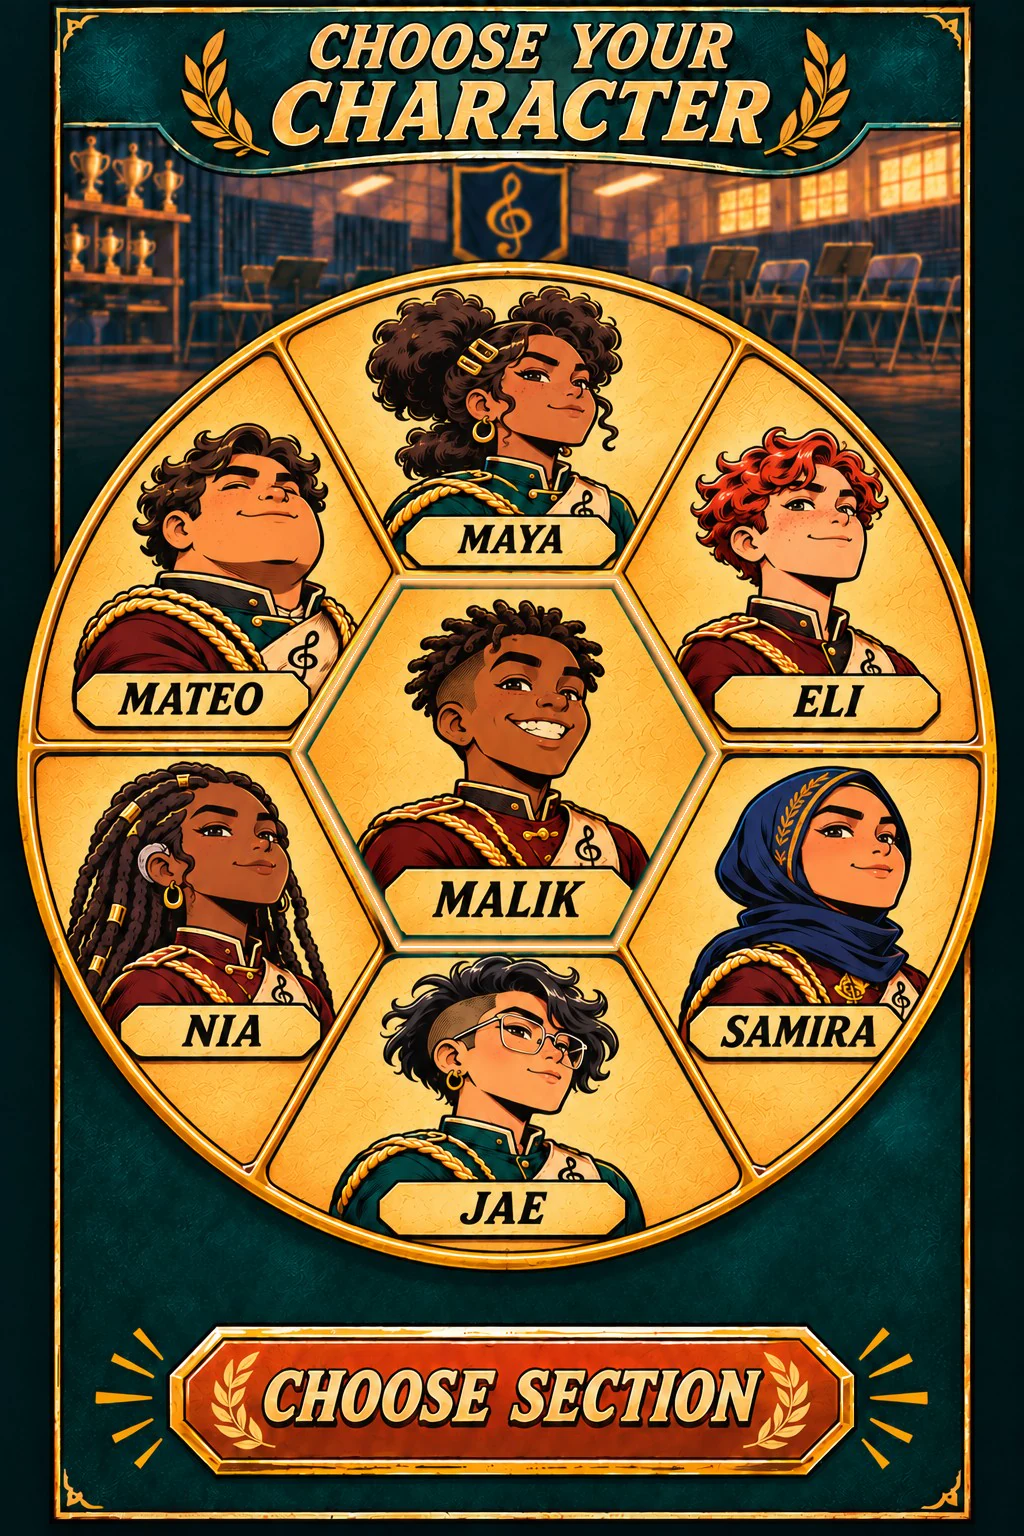 CHOOSE YOUR
CHARACTER
MAYA
MATEO
ELI
MALIK
NIA
SAMIRA
JAE
CHOOSE SECTION